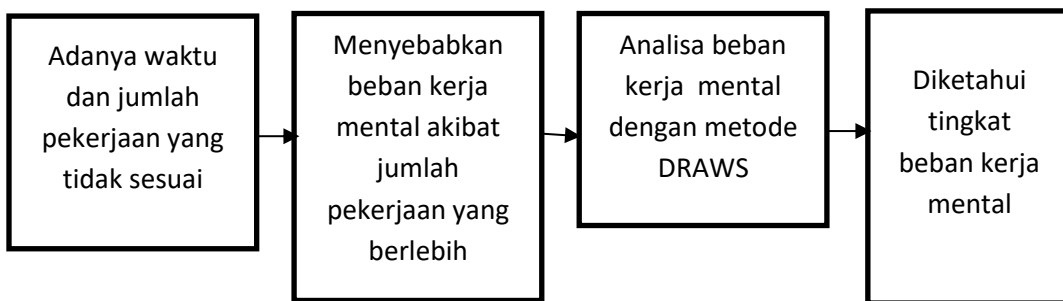 Adanya waktu
dan jumlah
pekerjaan yang
tidak sesuai
Menyebabkan
beban kerja
mental akibat
jumlah
pekerjaan yang
berlebih
Analisa beban
kerja mental
dengan metode
DRAWS
Diketahui
tingkat
beban kerja
mental